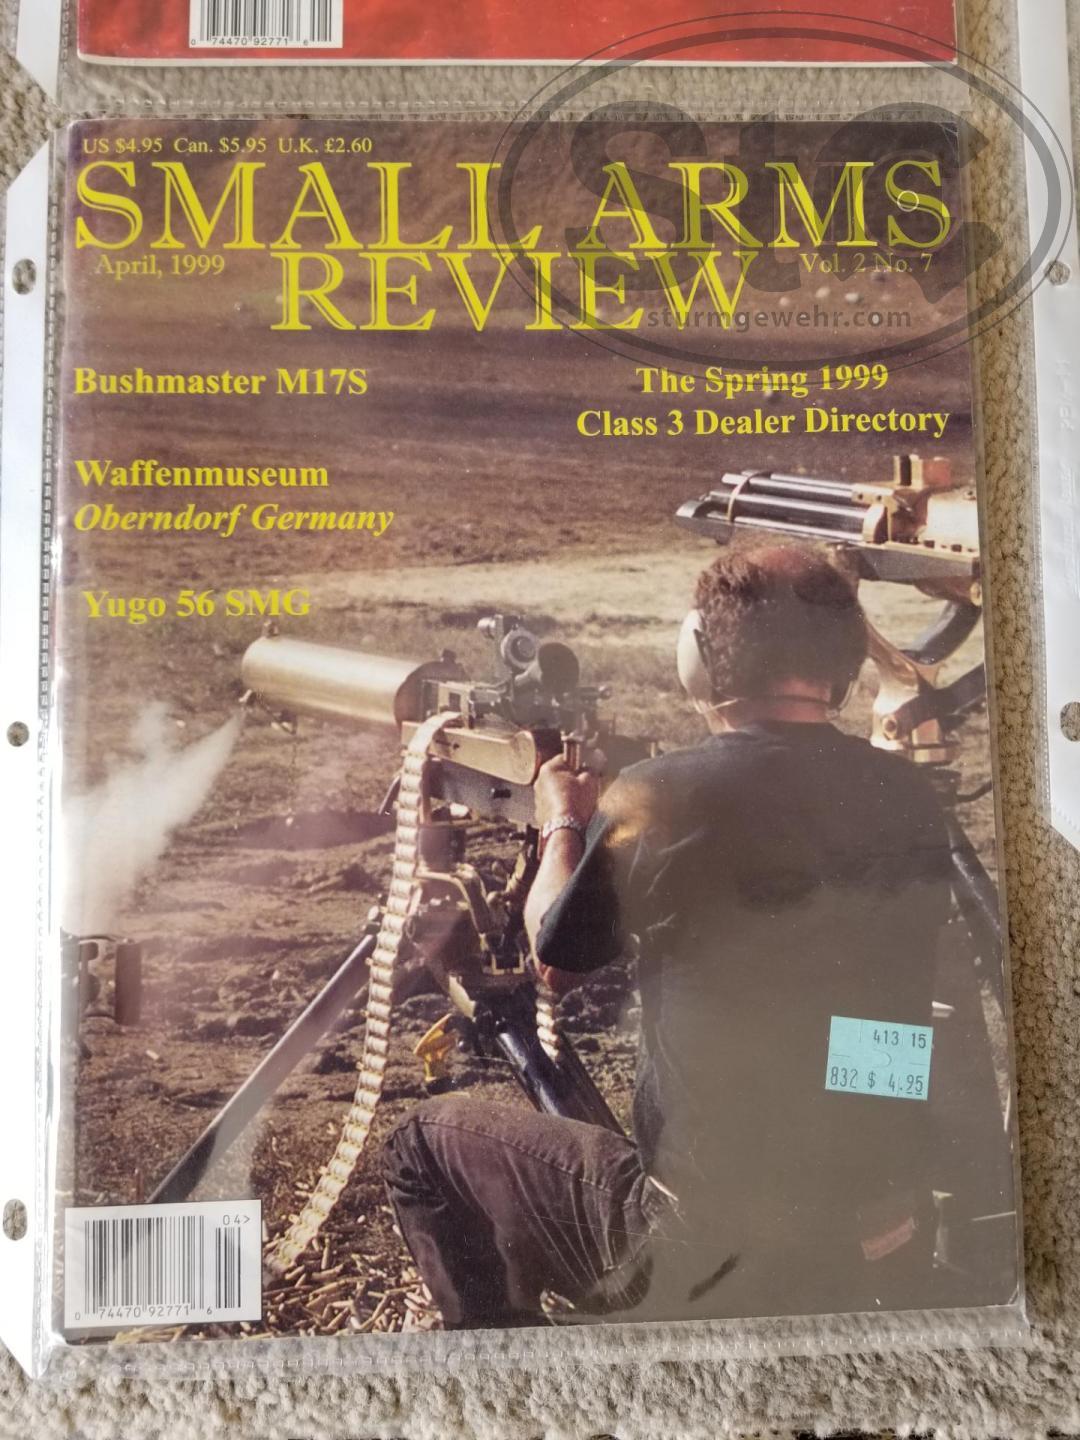 0 74470 92771 6
US $4.95 Can. $5.95 U.K. £2.60
SMALL ARMS
REVIEW
April, 1999
Vol. 2 No. 7
StG
sturmgewehr.com
Bushmaster M17S
The Spring 1999
Class 3 Dealer Directory
Waffenmuseum
Oberndorf Germany
Yugo 56 SMG
413 15
832 $ 4.95
04>
0 74470 92771 6